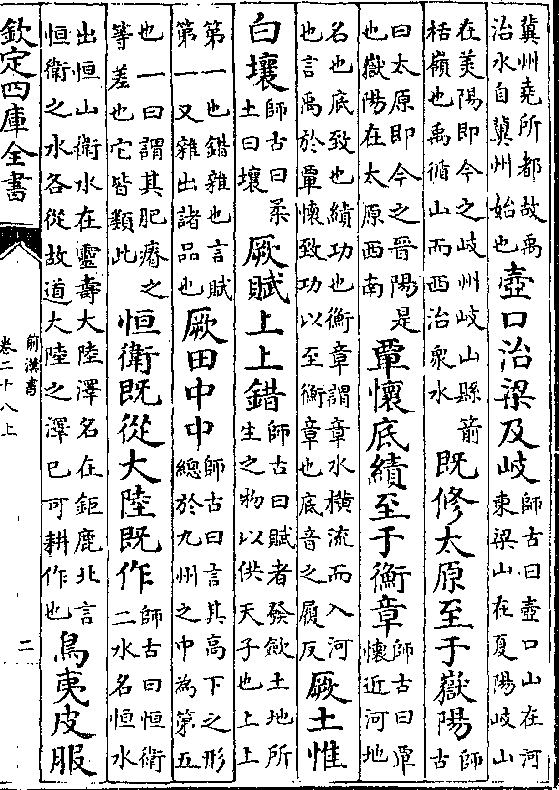 冀州堯所都故禹治水自冀州始也壺口治梁及岐師古曰壺口山在河東梁山在夏陽岐山
在美陽即今之岐州岐山縣箭括嶺也禹循山而西治衆水既修太原至于嶽陽師古
曰太原即今之晉陽是也嶽陽在太原西南覃懷底績至于衡章師古曰覃懷近河地
名也底致也績功也衡章謂章水橫流而入河也言禹於覃懷致功以至衡章也底音之履反厥土惟
白壤師古曰柔土曰壤厥賦上上錯師古曰賦者發斂土地所生之物以供天子也上上
第一也錯雜也言賦第一又雜出諸品也厥田中中師古曰言其高下之形總於九州之中為第五
也一曰謂其肥瘠之等差也它皆類此恒衛既從大陸既作師古曰恒衛二水名恒水
出恒山衛水在靈壽大陸澤名在鉅鹿北言恒衛之水各從故道大陸之澤已可耕作也鳥夷皮服
欽定四庫全書
前漢書
卷二十八上
二